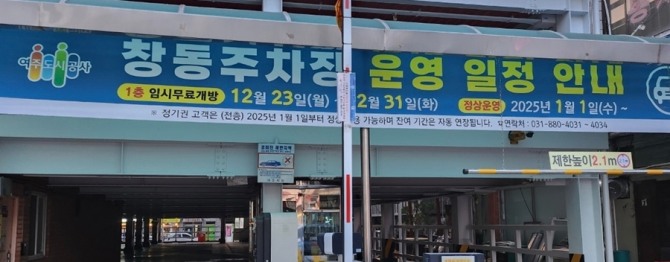 여주도시공사
창동주차장 운영 일정 안내
1층 임시무료개방 12월 23일(월) ~ 12월 31일(화) 정상운영 2025년 1월 1일(수) ~
※ 정기권 고객은 (전층) 2025년 1월 1일부터 가능하며 잔여 기간은 자동 연장됩니다. 031-880-4031 ~ 4034
제한높이2.1m